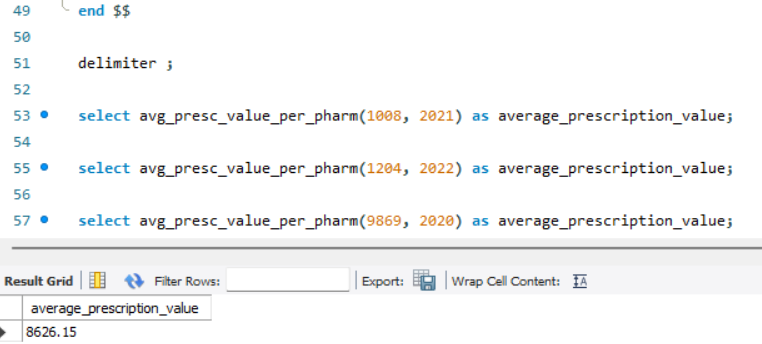 49 end $$
50
51 delimiter ;
52
53 select avg_presc_value_per_pharm(1008, 2021) as average_prescription_value;
54
55 select avg_presc_value_per_pharm(1204, 2022) as average_prescription_value;
56
57 select avg_presc_value_per_pharm(9869, 2020) as average_prescription_value;
Result Grid Filter Rows: Export: Wrap Cell Content: IA
average_prescription_value
8626.15